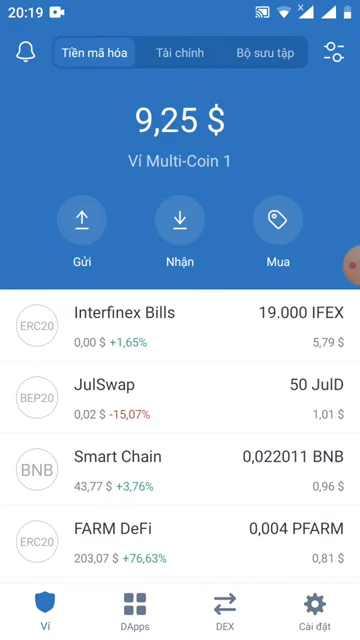 20:19
Tiền mã hóa
Tài chính
Bộ sưu tập
9,25 $
Ví Multi-Coin 1
Gửi
Nhận
Mua
ERC20
Interfinex Bills
19.000 IFEX
0,00 $ +1,65%
5,79 $
BEP20
JulSwap
50 JulD
0,02 $ -15,07%
1,01 $
BNB
Smart Chain
0,022011 BNB
43,77 $ +3,76%
0,96 $
ERC20
FARM DeFi
0,004 PFARM
203,07 $ +76,63%
0,81 $
Ví
DApps
DEX
Cài đặt